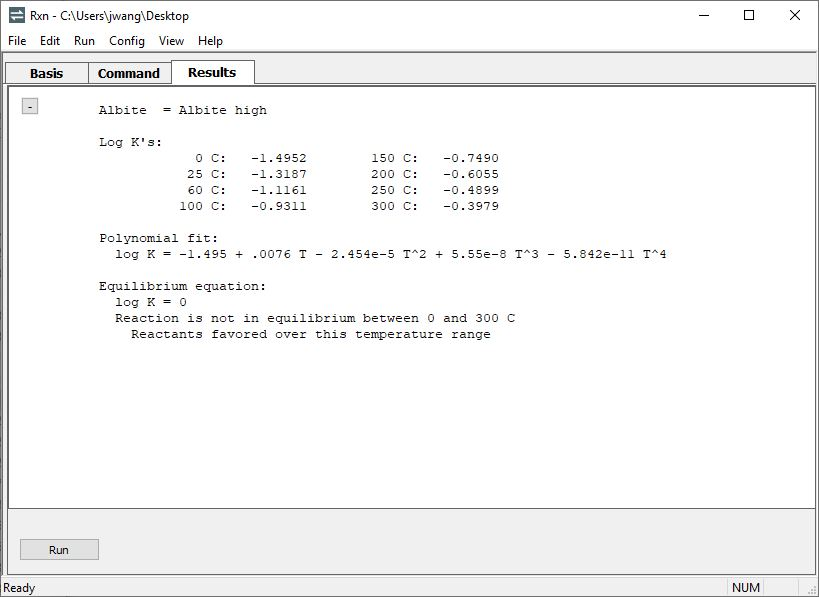 Rxn - C:\Users\jwang\Desktop
File Edit Run Config View Help
Basis Command Results
- Albite = Albite high
Log K's:
0 C: -1.4952 150 C: -0.7490
25 C: -1.3187 200 C: -0.6055
60 C: -1.1161 250 C: -0.4899
100 C: -0.9311 300 C: -0.3979
Polynomial fit:
log K = -1.495 + .0076 T - 2.454e-5 T^2 + 5.55e-8 T^3 - 5.842e-11 T^4
Equilibrium equation:
log K = 0
Reaction is not in equilibrium between 0 and 300 C
Reactants favored over this temperature range
Run
Ready NUM